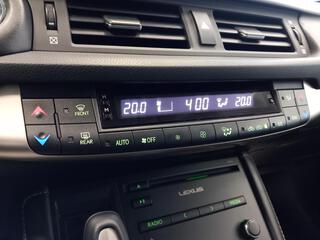 20.0 4:00 20.0
FRONT
REAR
AUTO OFF
LEXUS
RADIO